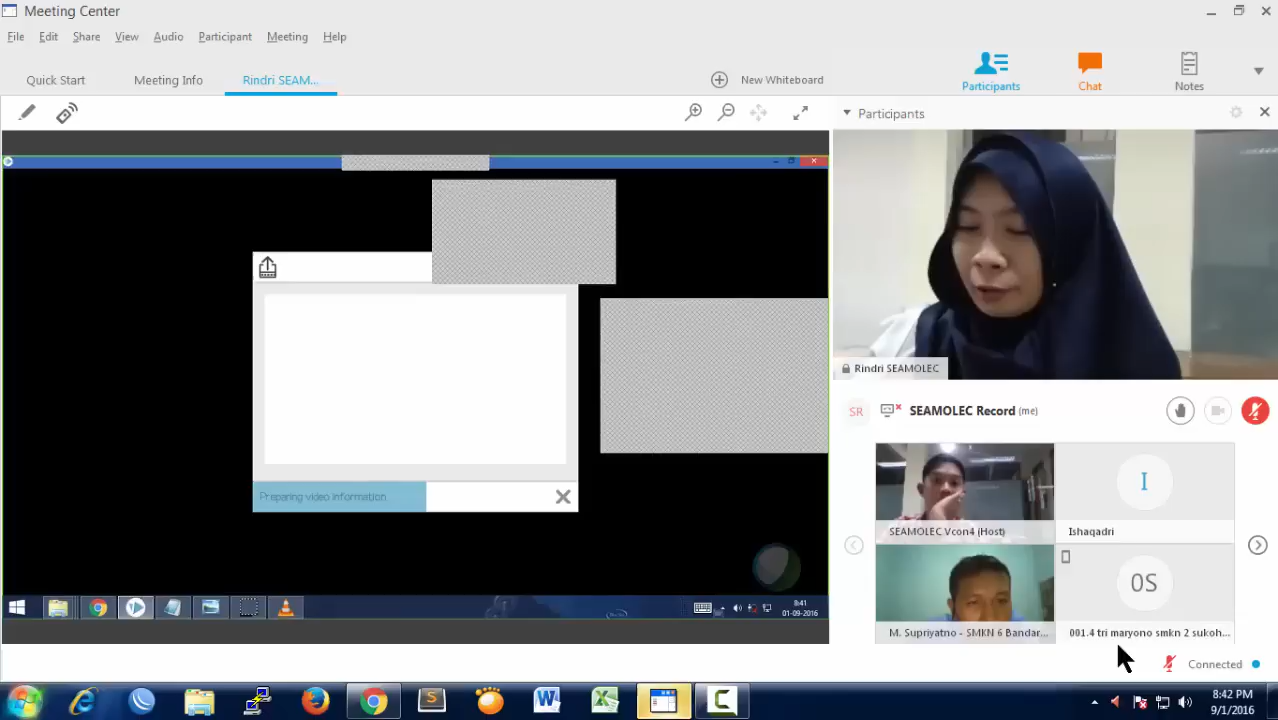 Meeting Center
File Edit Share View Audio Participant Meeting Help
Quick Start Meeting Info Rindri SEAM... New Whiteboard Participants Chat Notes
Participants
Rindri SEAMOLEC
SR SEAMOLEC Record (me)
I
SEAMOLEC Vcon4 (Host) Ishaqadri
0S
M. Supriyatno - SMKN 6 Bandar... 001.4 tri maryono smkn 2 sukoh...
Connected
Preparing video information
8:41
01-09-2016
8:42 PM
9/1/2016